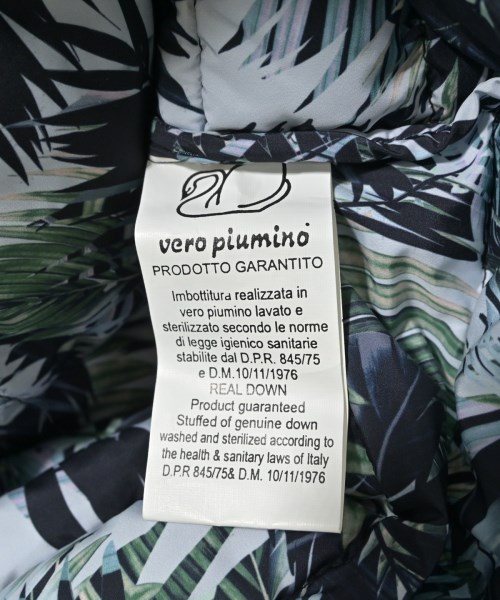 vero piumino
PRODOTTO GARANTITO
Imbottitura realizzata in
vero piumino lavato e
sterilizzato secondo le norme
di legge igienico sanitarie
stabilite dal D.P.R. 845/75
e D.M.10/11/1976
REAL DOWN
Product guaranteed
Stuffed of genuine down
washed and sterilized according to
the health & sanitary laws of Italy
D.P.R 845/75& D.M. 10/11/1976